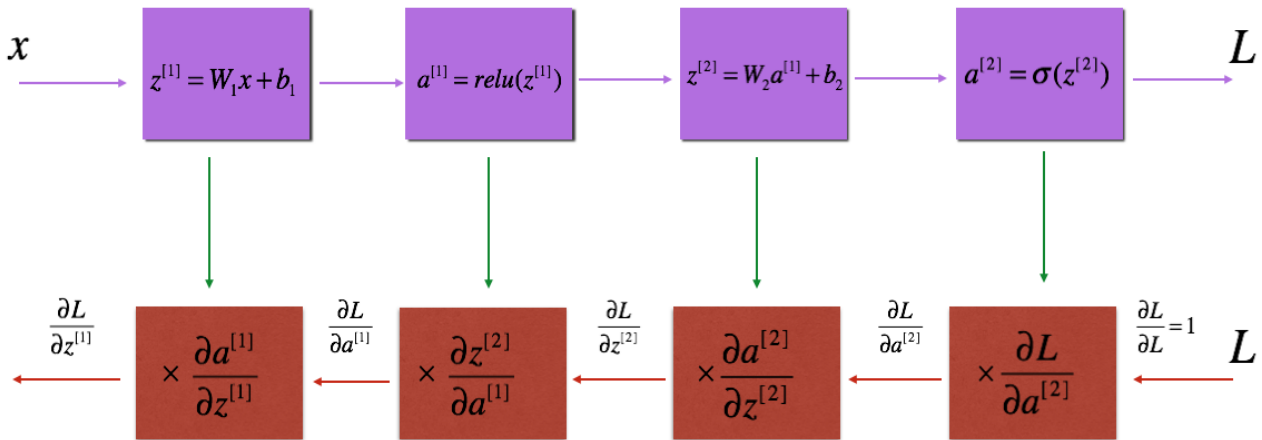 x
z^{[1]} = W_1x + b_1
a^{[1]} = relu(z^{[1]})
z^{[2]} = W_2a^{[1]} + b_2
a^{[2]} = σ(z^{[2]})
L
∂L/∂z^{[1]}
× ∂a^{[1]}/∂z^{[1]}
∂L/∂a^{[1]}
× ∂z^{[2]}/∂a^{[1]}
∂L/∂z^{[2]}
× ∂a^{[2]}/∂z^{[2]}
∂L/∂a^{[2]}
× ∂L/∂a^{[2]}
∂L/∂L = 1
L